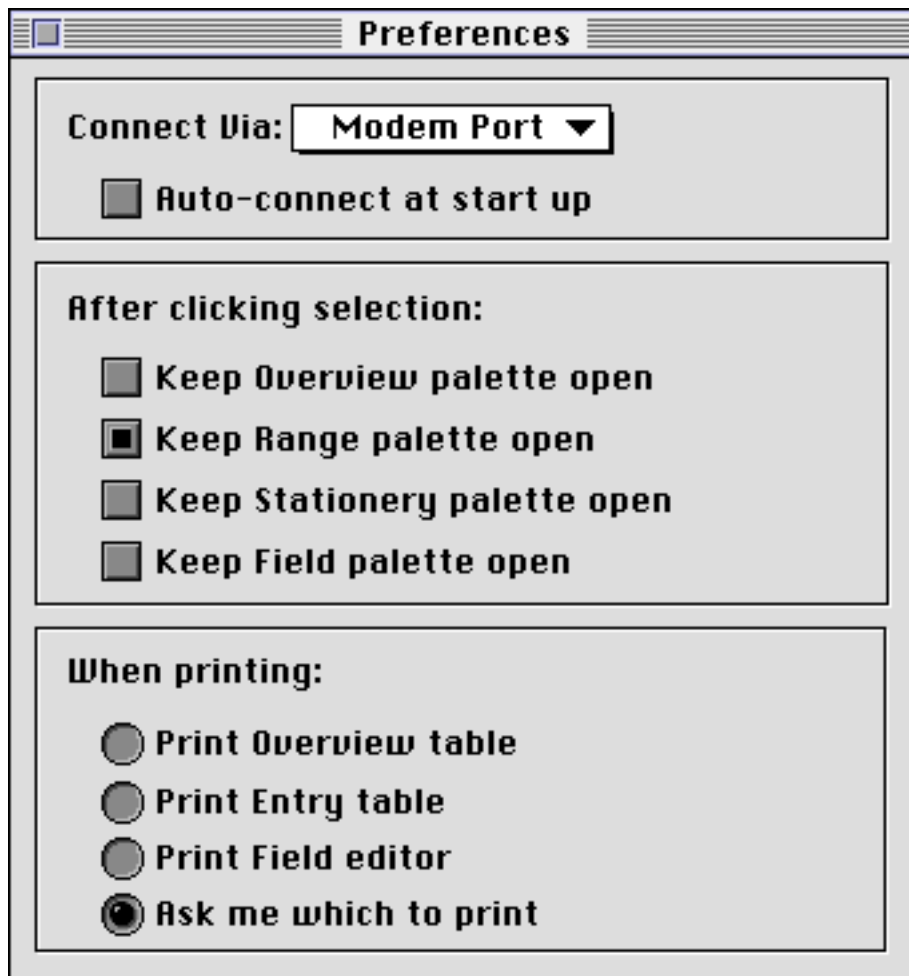 Preferences
Connect Via: Modem Port
Auto-connect at start up
After clicking selection:
Keep Overview palette open
Keep Range palette open
Keep Stationery palette open
Keep Field palette open
When printing:
Print Overview table
Print Entry table
Print Field editor
Ask me which to print